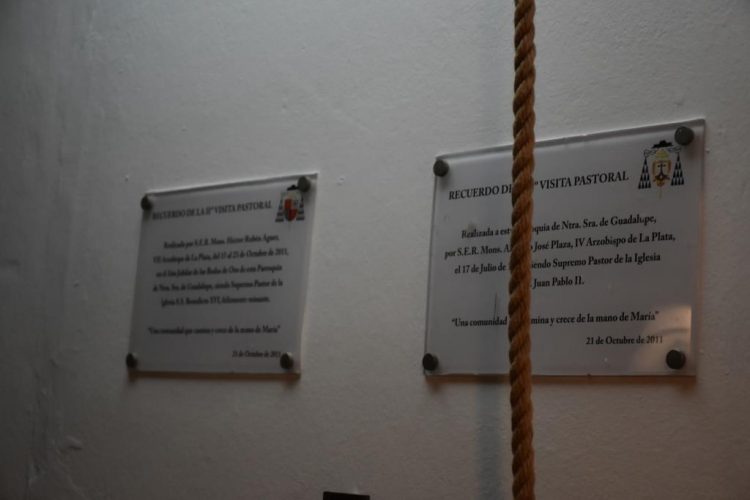 RECUERDO DE LA IIª VISITA PASTORAL
Realizada por S.E.R. Mons. Héctor Rubén Aguer,
VII Arzobispo de La Plata, del 17 al 23 de Octubre de 2011,
en el Año Jubilar de las Bodas de Oro de esta Parroquia
de Ntra. Sra. de Guadalupe, siendo Supremo Pastor de la
Iglesia S.S. Benedicto XVI, felizmente reinante.
"Una comunidad que camina y crece de la mano de María"
23 de Octubre de 2011
RECUERDO DE VISITA PASTORAL
Realizada a esta de Ntra. Sra. de Guadalupe,
por S.E.R. Mons. José Plaza, IV Arzobispo de La Plata,
el 17 de Julio de siendo Supremo Pastor de la Iglesia
Juan Pablo II.
"Una comunidad camina y crece de la mano de María"
21 de Octubre de 2011